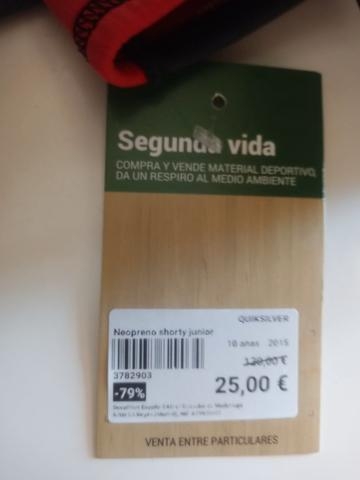 Segunda vida
COMPRA Y VENDE MATERIAL DEPORTIVO,
DA UN RESPIRO AL MEDIO AMBIENTE
QUIKSILVER
Neopreno shorty junior
10 anas 2015
120,00 €
3782903
-79%
25,00 €
VENTA ENTRE PARTICULARES